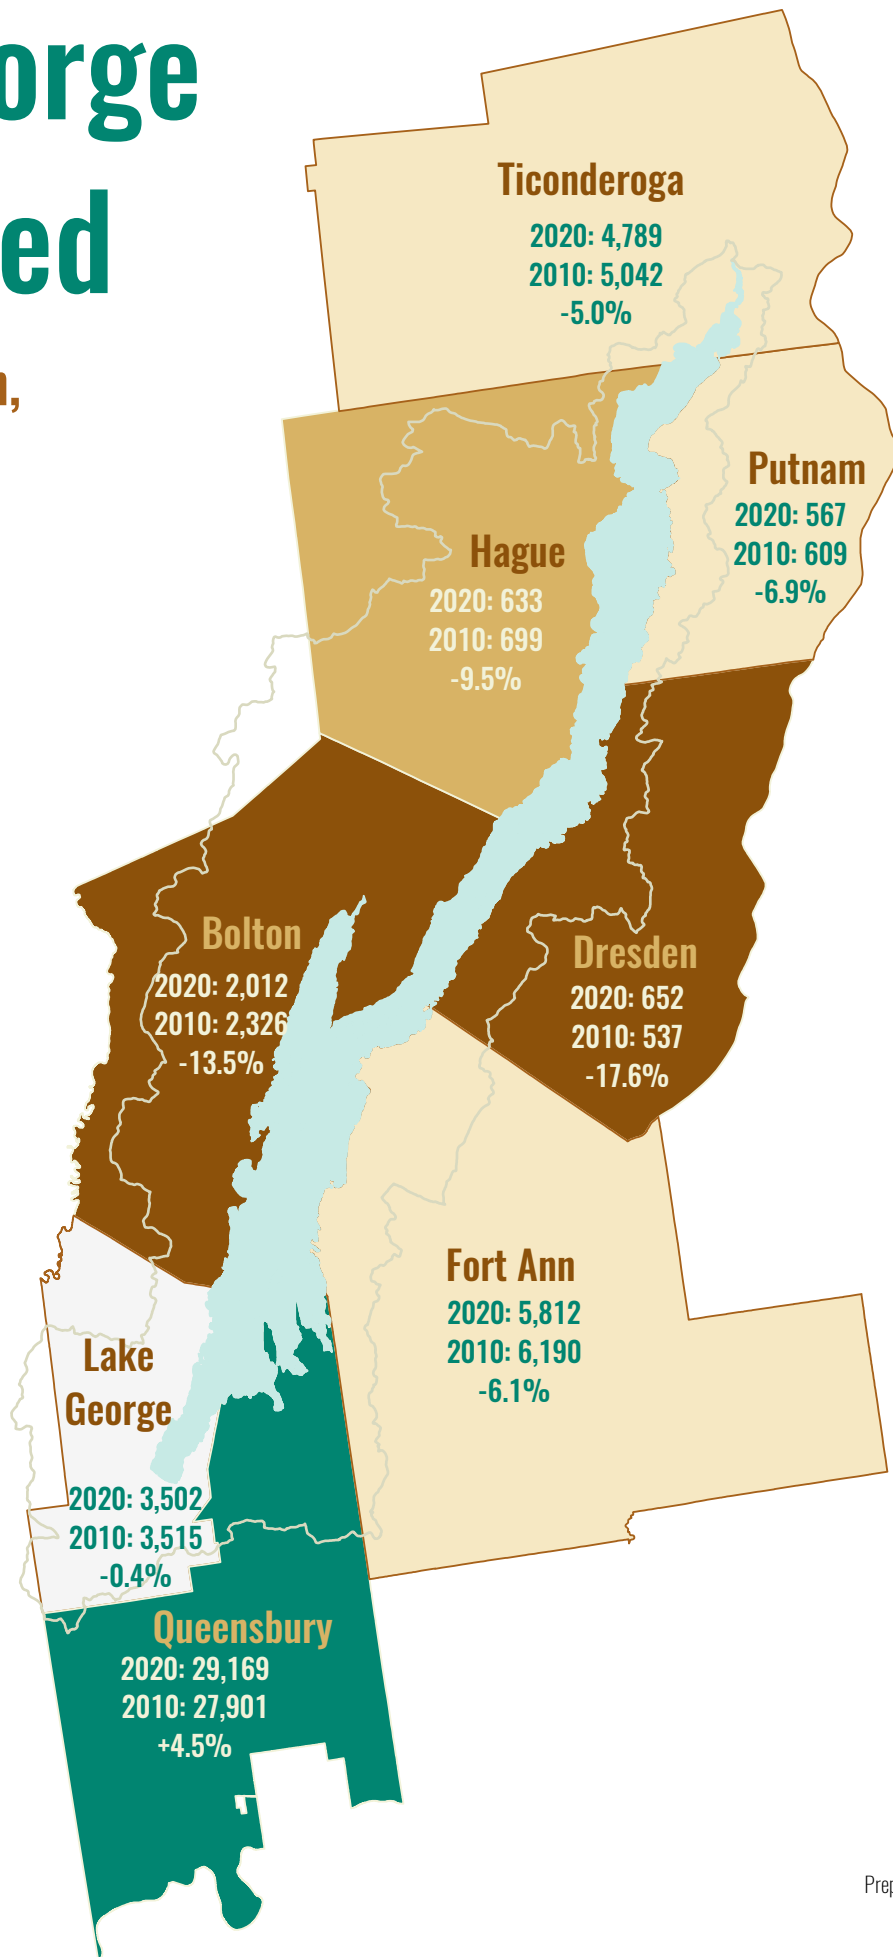 orge
ed
n,
Ticonderoga
2020: 4,789
2010: 5,042
-5.0%
Putnam
2020: 567
2010: 609
-6.9%
Hague
2020: 633
2010: 699
-9.5%
Bolton
2020: 2,012
2010: 2,326
-13.5%
Dresden
2020: 652
2010: 537
-17.6%
Fort Ann
2020: 5,812
2010: 6,190
-6.1%
Lake
George
2020: 3,502
2010: 3,515
-0.4%
Queensbury
2020: 29,169
2010: 27,901
+4.5%
Prep